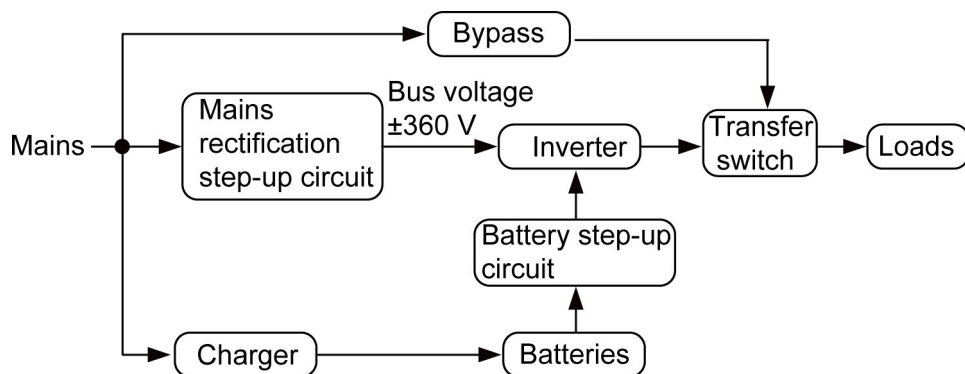 Bypass
Bus voltage
±360 V
Mains
rectification
step-up circuit
Mains
Inverter
Transfer
switch
Loads
Battery step-up
circuit
Charger
Batteries